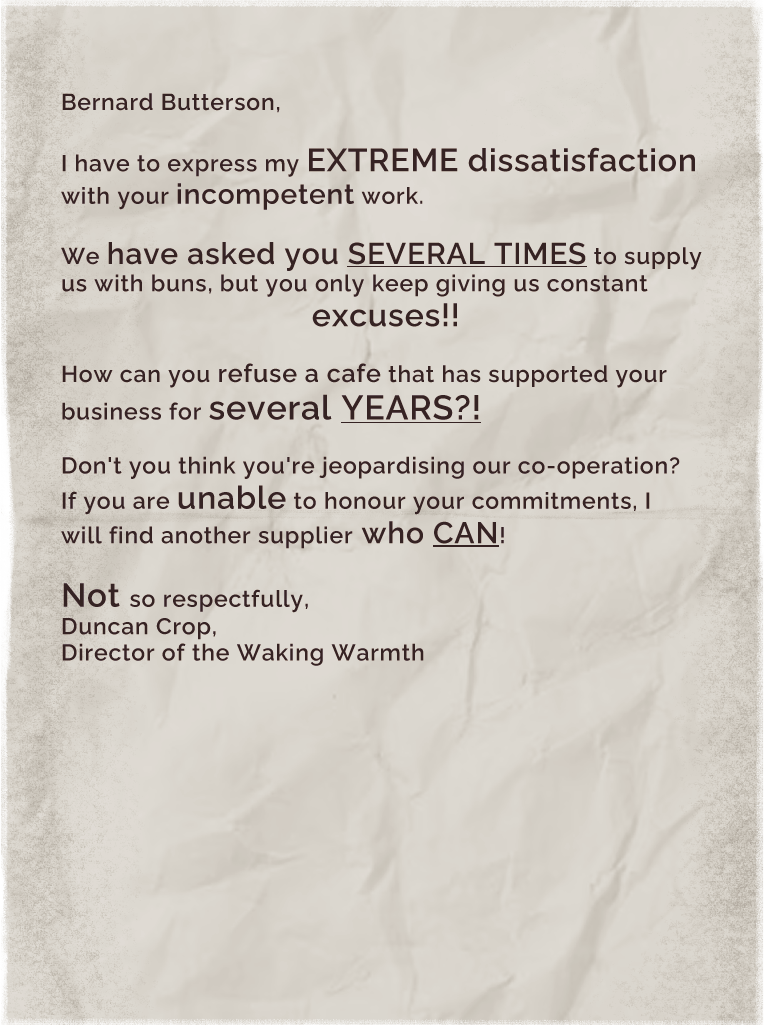 Bernard Butterson,
I have to express my EXTREME dissatisfaction
with your incompetent work.
We have asked you SEVERAL TIMES to supply
us with buns, but you only keep giving us constant
excuses!!
How can you refuse a cafe that has supported your
business for several YEARS?!
Don't you think you're jeopardising our co-operation?
If you are unable to honour your commitments, I
will find another supplier who CAN!
Not so respectfully,
Duncan Crop,
Director of the Waking Warmth